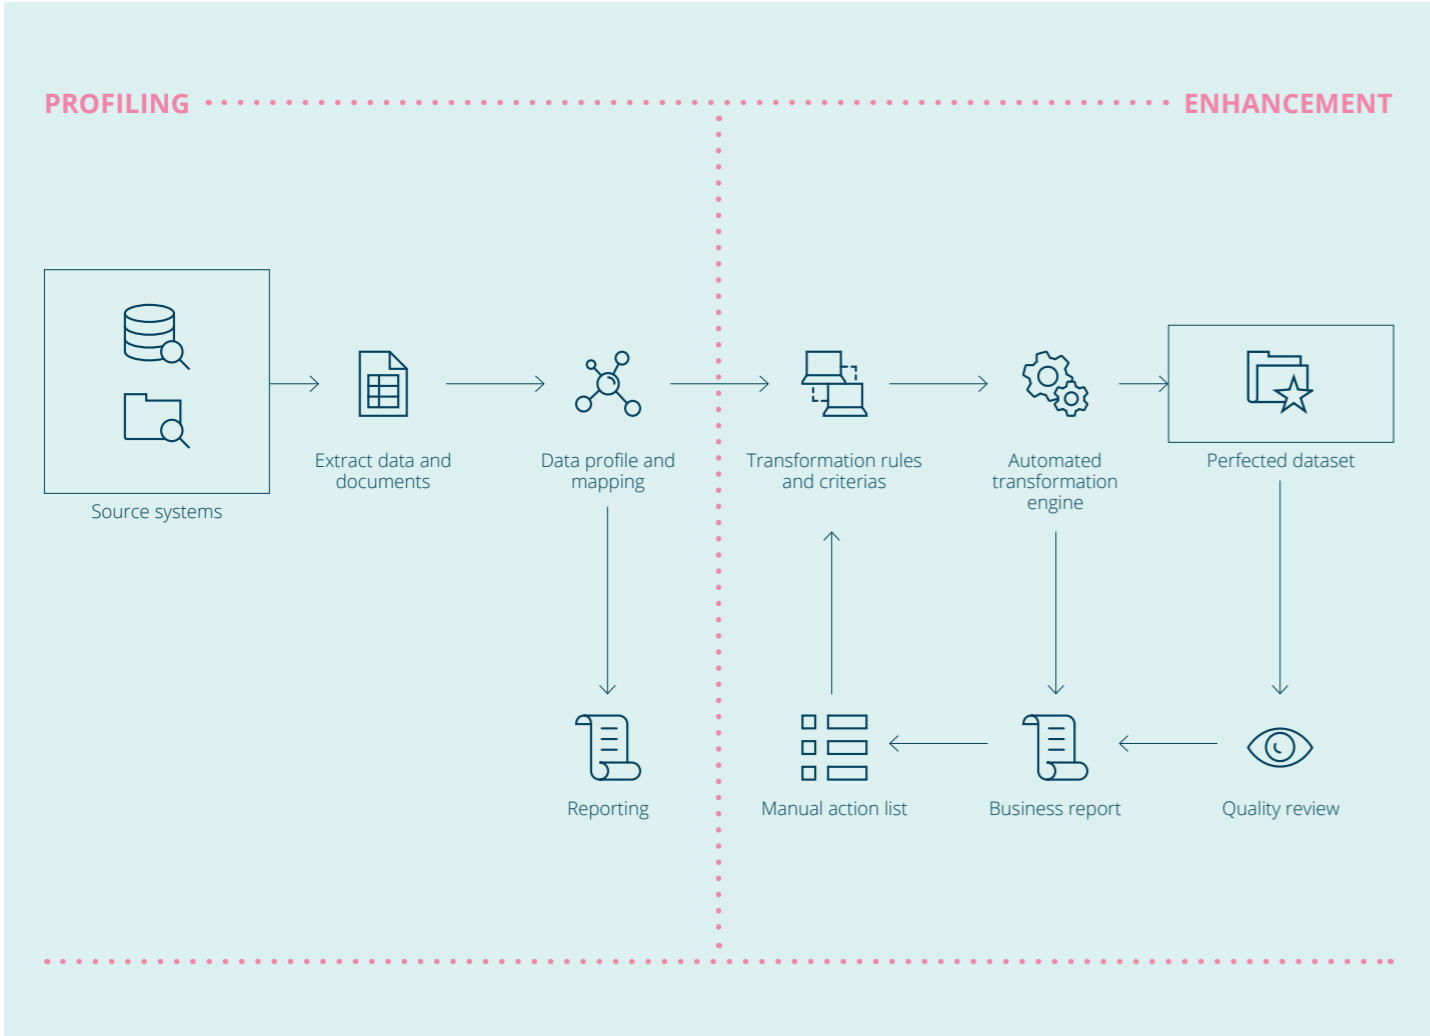 PROFILING
ENHANCEMENT
Source systems
Extract data and
documents
Data profile and
mapping
Transformation rules
and criterias
Automated
transformation
engine
Perfected dataset
Reporting
Manual action list
Business report
Quality review